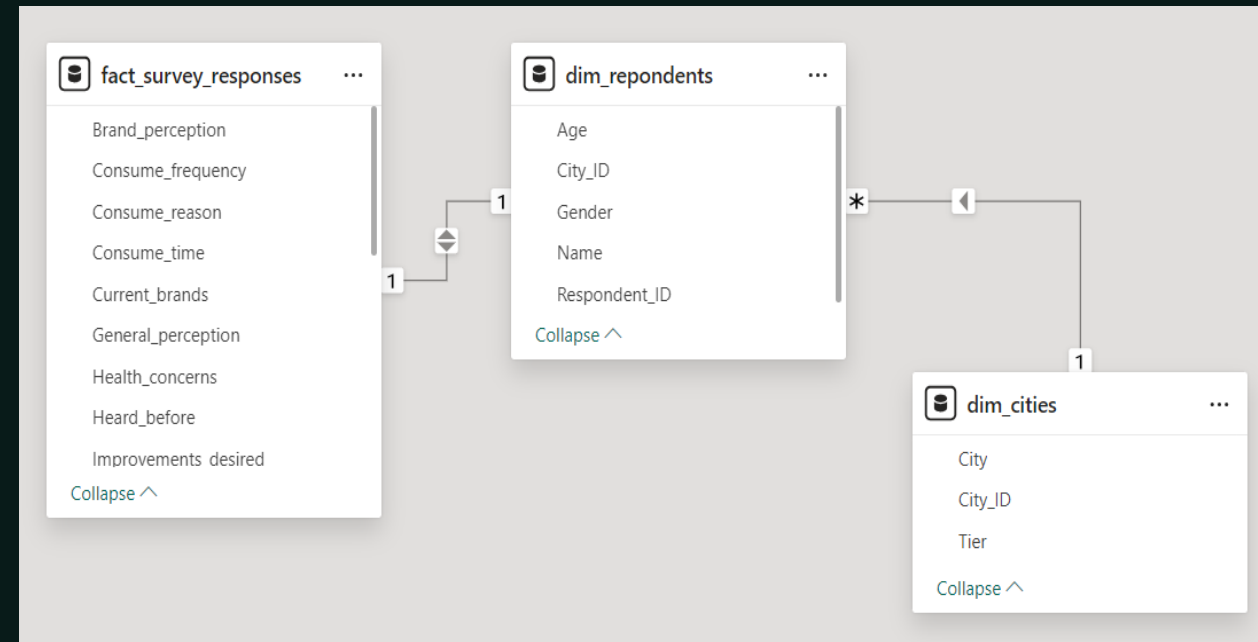 fact_survey_responses ...
Brand_perception
Consume_frequency
Consume_reason
Consume_time
Current_brands
General_perception
Health_concerns
Heard_before
Improvements_desired
Collapse
1
1
dim_repondents ...
Age
City_ID
Gender
Name
Respondent_ID
Collapse
*
1
dim_cities ...
City
City_ID
Tier
Collapse